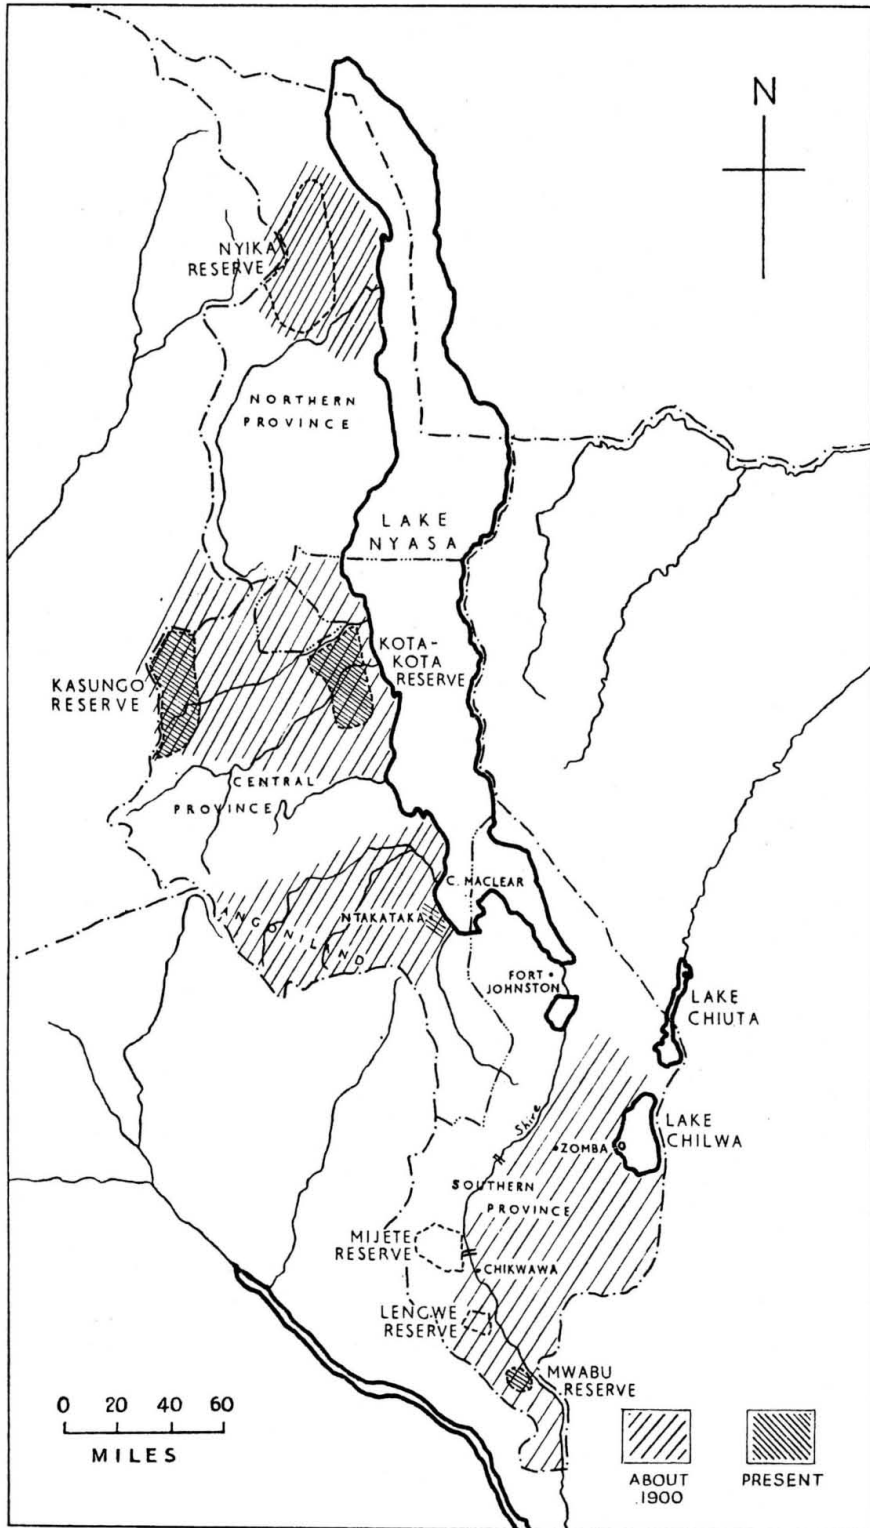 N
NYIKA
RESERVE
NORTHERN
PROVINCE
LAKE
NYASA
KOTA-
KOTA
RESERVE
KASUNGO
RESERVE
CENTRAL
PROVINCE
C. MACLEAR
NTAKATAKA
ANGONILAND
FORT
JOHNSTON
LAKE
CHIUTA
LAKE
CHILWA
Shire
ZOMBA
SOUTHERN
PROVINCE
MIJETE
RESERVE
CHIKWAWA
LENGWE
RESERVE
MWABU
RESERVE
0 20 40 60
MILES
ABOUT
1900
PRESENT